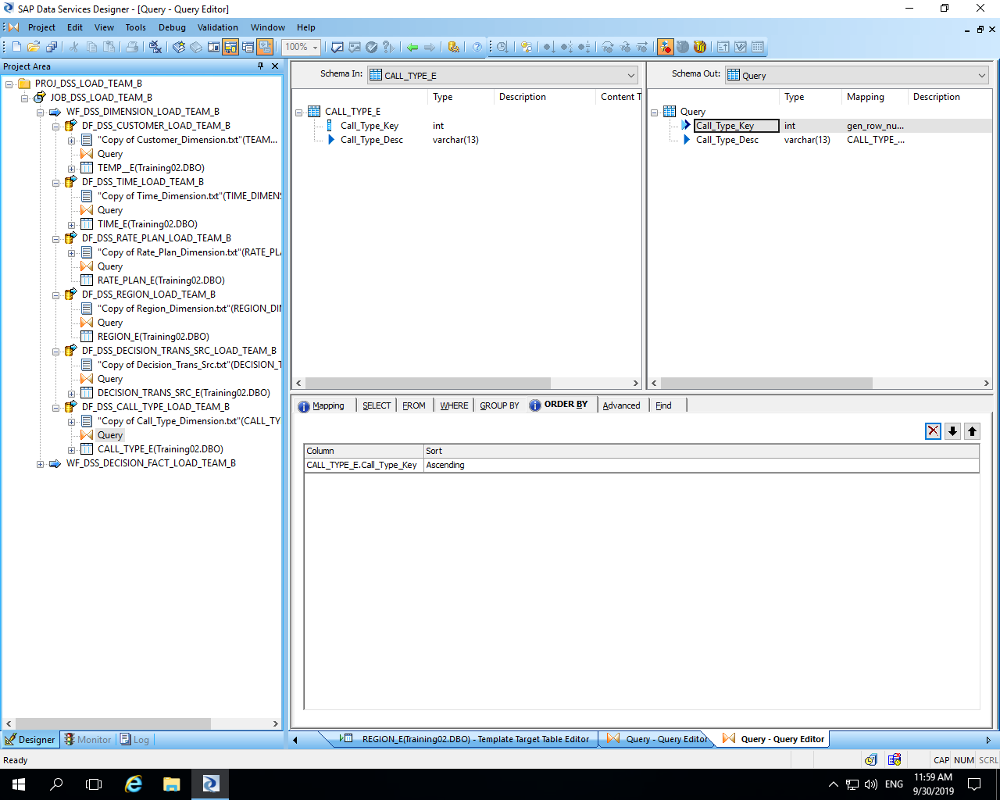 SAP Data Services Designer - [Query - Query Editor]
Project Edit View Tools Debug Validation Window Help
100%
Project Area
PROJ_DSS_LOAD_TEAM_B
JOB_DSS_LOAD_TEAM_B
WF_DSS_DIMENSION_LOAD_TEAM_B
DF_DSS_CUSTOMER_LOAD_TEAM_B
"Copy of Customer_Dimension.txt"(TEAM...
Query
TEMP__E(Training02.DBO)
DF_DSS_TIME_LOAD_TEAM_B
"Copy of Time_Dimension.txt"(TIME_DIMENS
Query
TIME_E(Training02.DBO)
DF_DSS_RATE_PLAN_LOAD_TEAM_B
"Copy of Rate_Plan_Dimension.txt"(RATE_PLA
Query
RATE_PLAN_E(Training02.DBO)
DF_DSS_REGION_LOAD_TEAM_B
"Copy of Region_Dimension.txt"(REGION_DIM
Query
REGION_E(Training02.DBO)
DF_DSS_DECISION_TRANS_SRC_LOAD_TEAM_B
"Copy of Decision_Trans_Src.txt"(DECISION_T
Query
DECISION_TRANS_SRC_E(Training02.DBO)
DF_DSS_CALL_TYPE_LOAD_TEAM_B
"Copy of Call_Type_Dimension.txt"(CALL_TY
Query
CALL_TYPE_E(Training02.DBO)
WF_DSS_DECISION_FACT_LOAD_TEAM_B
Designer Monitor Log
Schema In: CALL_TYPE_E
Type Description Content T
CALL_TYPE_E
Call_Type_Key int
Call_Type_Desc varchar(13)
Schema Out: Query
Type Mapping Description
Query
Call_Type_Key int gen_row_nu...
Call_Type_Desc varchar(13) CALL_TYPE_...
Mapping SELECT FROM WHERE GROUP BY ORDER BY Advanced Find
Column Sort
CALL_TYPE_E.Call_Type_Key Ascending
REGION_E(Training02.DBO) - Template Target Table Editor Query - Query Editor Query - Query Editor
Ready
CAP NUM SCRL
ENG
11:59 AM
9/30/2019